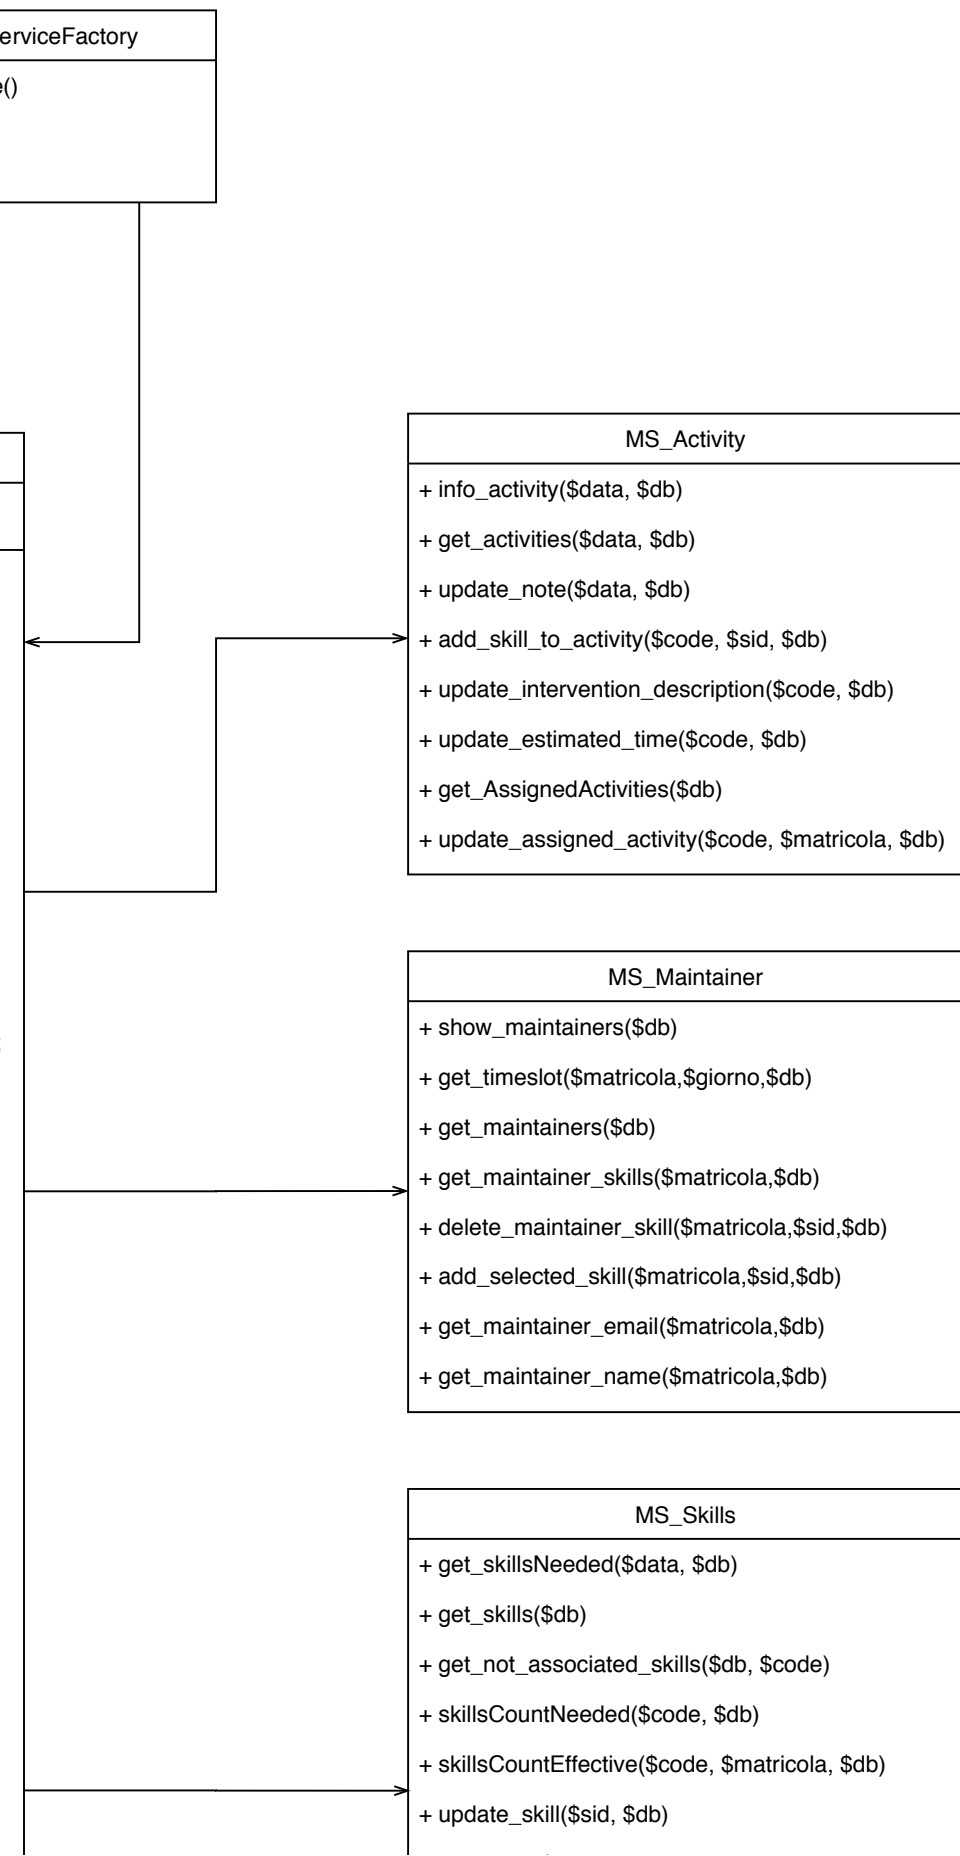 erviceFactory
e()
MS_Activity
+ info_activity($data, $db)
+ get_activities($data, $db)
+ update_note($data, $db)
+ add_skill_to_activity($code, $sid, $db)
+ update_intervention_description($code, $db)
+ update_estimated_time($code, $db)
+ get_AssignedActivities($db)
+ update_assigned_activity($code, $matricola, $db)
MS_Maintainer
+ show_maintainers($db)
+ get_timeslot($matricola,$giorno,$db)
+ get_maintainers($db)
+ get_maintainer_skills($matricola,$db)
+ delete_maintainer_skill($matricola,$sid,$db)
+ add_selected_skill($matricola,$sid,$db)
+ get_maintainer_email($matricola,$db)
+ get_maintainer_name($matricola,$db)
MS_Skills
+ get_skillsNeeded($data, $db)
+ get_skills($db)
+ get_not_associated_skills($db, $code)
+ skillsCountNeeded($code, $db)
+ skillsCountEffective($code, $matricola, $db)
+ update_skill($sid, $db)